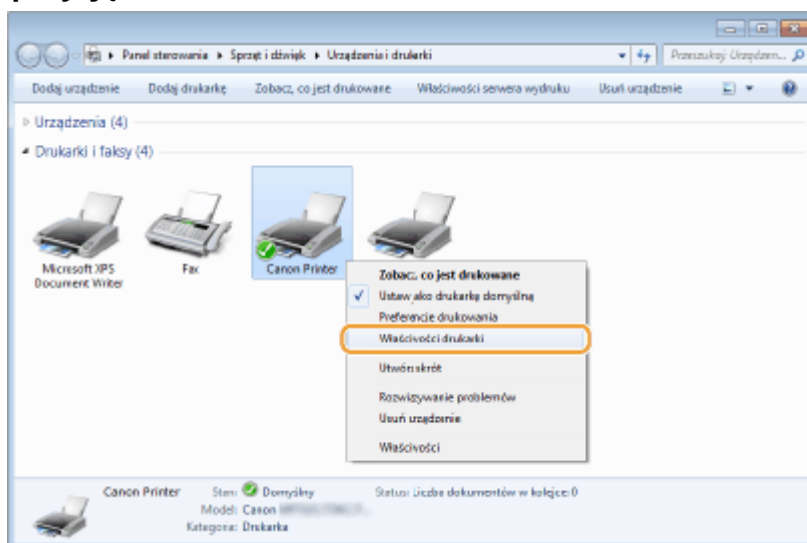 Panel sterowania ▸ Sprzęt i dźwięk ▸ Urządzenia i drukarki
Przeszukaj: Urządzen...
Dodaj urządzenie Dodaj drukarkę Zobacz, co jest drukowane Właściwości serwera wydruku Usuń urządzenie
Urządzenia (4)
Drukarki i faksy (4)
Microsoft XPS
Document Writer
Fax
Canon Printer
Zobacz, co jest drukowane
Ustaw jako drukarkę domyślną
Preferencje drukowania
Właściwości drukarki
Utwórz skrót
Rozwiązywanie problemów
Usuń urządzenie
Właściwości
Canon Printer Stan: Domyślny Status: Liczba dokumentów w kolejce: 0
Model: Canon
Kategoria: Drukarka